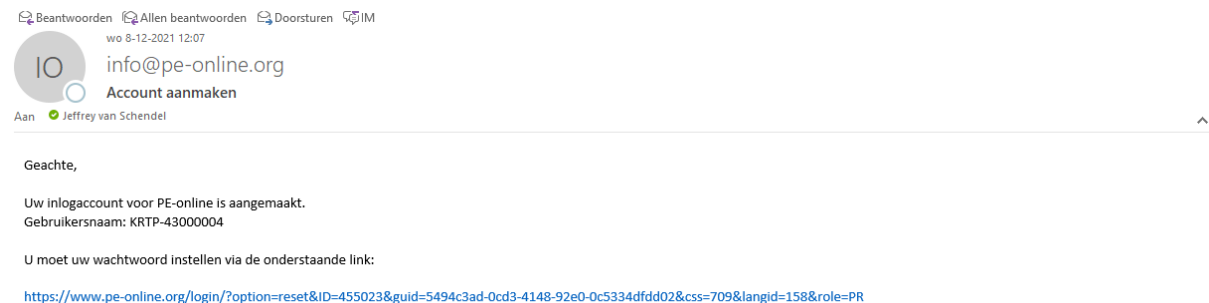 Beantwoorden Allen beantwoorden Doorsturen IM
wo 8-12-2021 12:07
IO
info@pe-online.org
Account aanmaken
Aan Jeffrey van Schendel
Geachte,
Uw inlogaccount voor PE-online is aangemaakt.
Gebruikersnaam: KRTP-43000004
U moet uw wachtwoord instellen via de onderstaande link:
https://www.pe-online.org/login/?option=reset&ID=455023&guid=5494c3ad-0cd3-4148-92e0-0c5334dfdd02&css=709&langid=158&role=PR